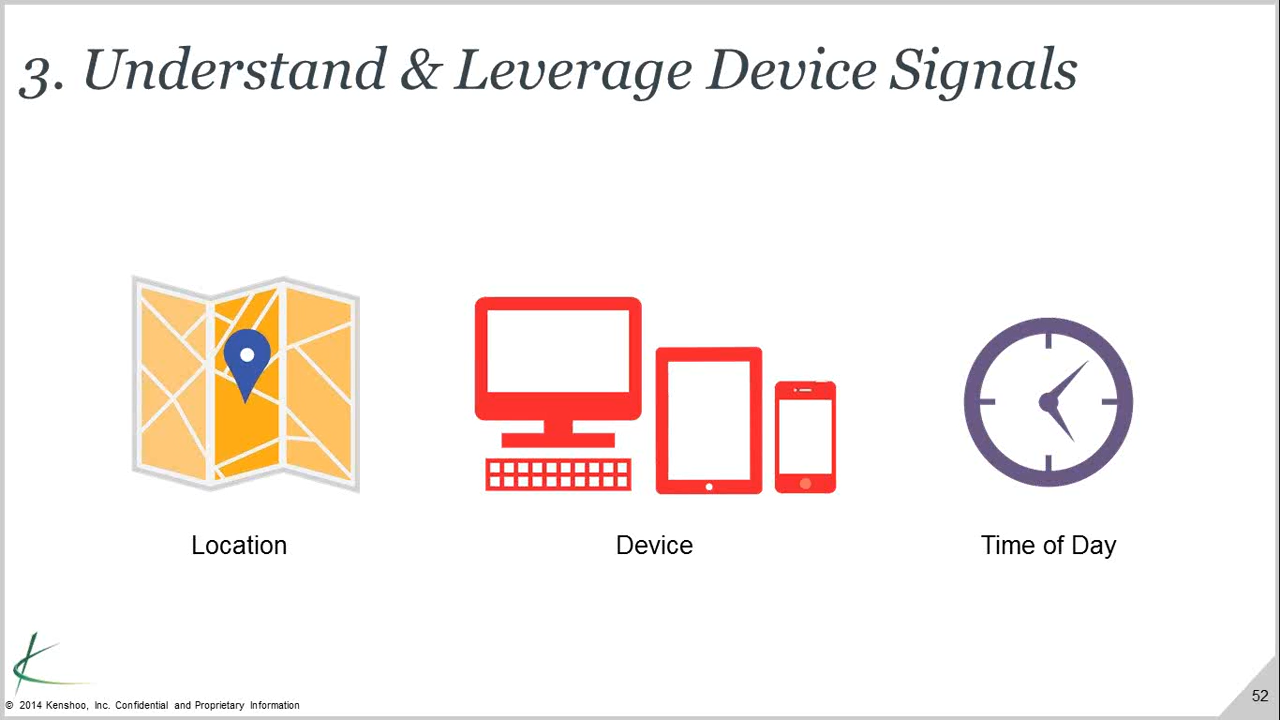 3. Understand & Leverage Device Signals
Location
Device
Time of Day
© 2014 Kenshoo, Inc. Confidential and Proprietary Information
52